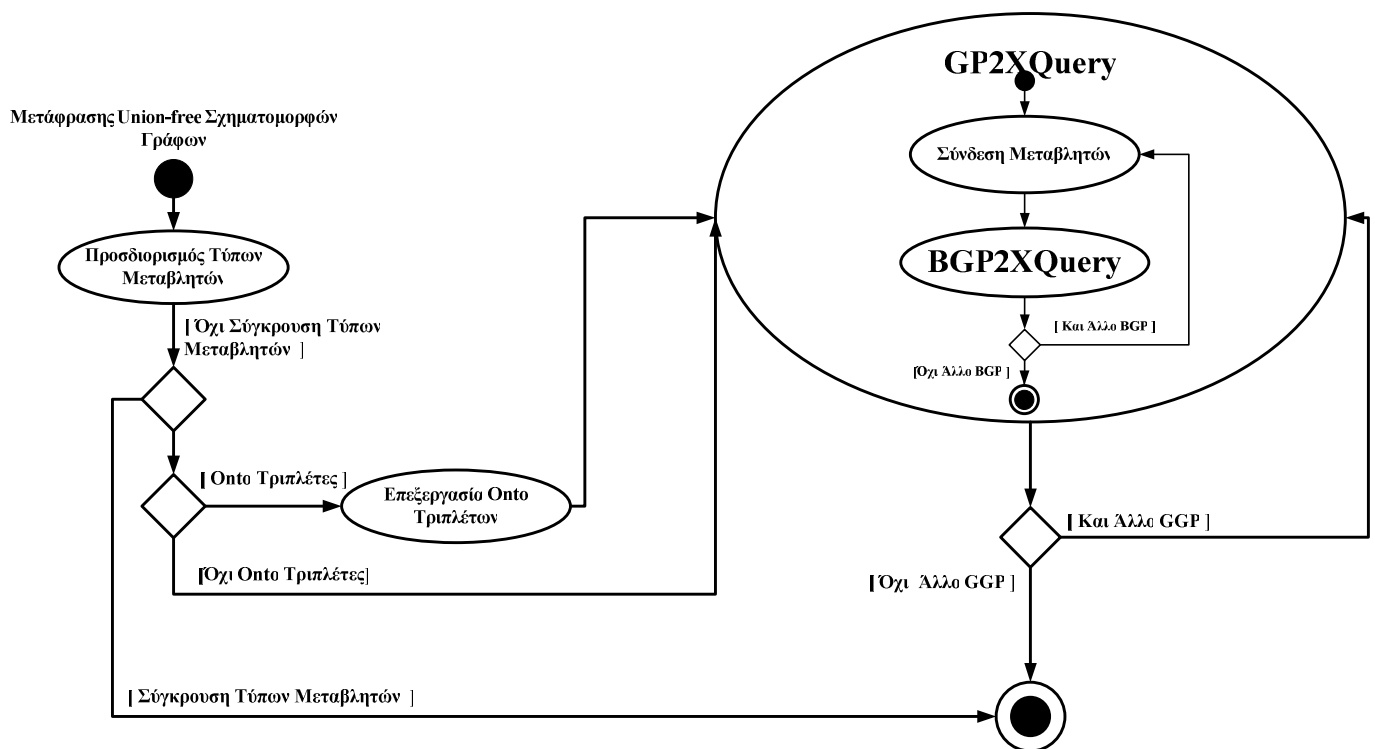 Μετάφρασης Union-free Σχηματομορφών
Γράφων
Προσδιορισμός Τύπων
Μεταβλητών
[ Όχι Σύγκρουση Τύπων
Μεταβλητών ]
[ Onto Τριπλέτες ]
Επεξεργασία Onto
Τριπλέτων
[Όχι Onto Τριπλέτες]
[ Σύγκρουση Τύπων Μεταβλητών ]
GP2XQuery
Σύνδεση Μεταβλητών
BGP2XQuery
[ Και Άλλο BGP ]
[Όχι Άλλο BGP ]
[ Και Άλλο GGP ]
[ Όχι Άλλο GGP ]